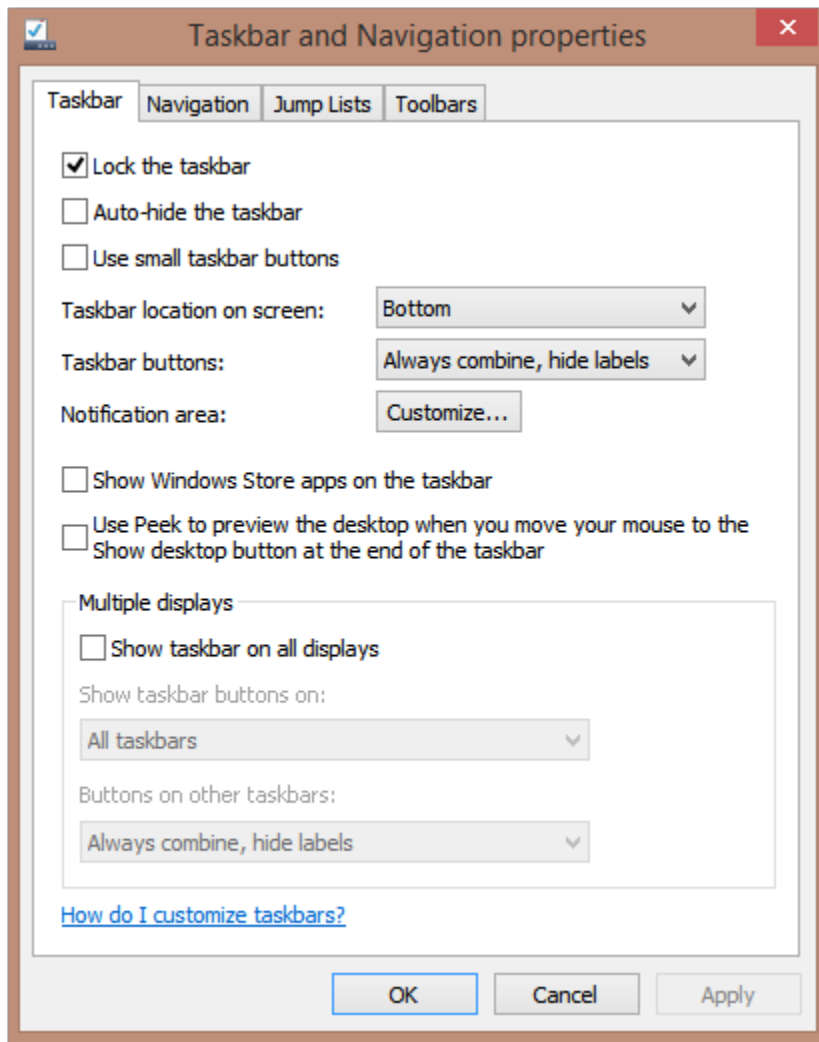 Taskbar and Navigation properties
Taskbar
Navigation
Jump Lists
Toolbars
Lock the taskbar
Auto-hide the taskbar
Use small taskbar buttons
Taskbar location on screen:
Bottom
Taskbar buttons:
Always combine, hide labels
Notification area:
Customize...
Show Windows Store apps on the taskbar
Use Peek to preview the desktop when you move your mouse to the
Show desktop button at the end of the taskbar
Multiple displays
Show taskbar on all displays
Show taskbar buttons on:
All taskbars
Buttons on other taskbars:
Always combine, hide labels
How do I customize taskbars?
OK
Cancel
Apply